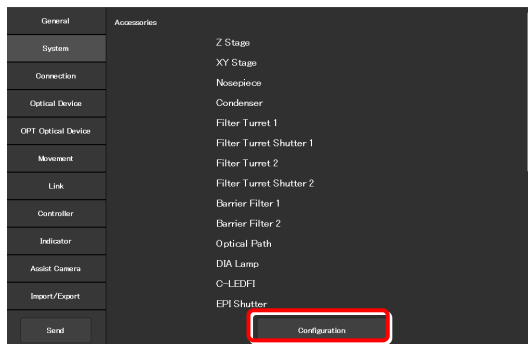 General
System
Connection
Optical Device
OPT Optical Device
Movement
Link
Controller
Indicator
Assist Camera
Import/Export
Send
Accessories
Z Stage
XY Stage
Nosepiece
Condenser
Filter Turret 1
Filter Turret Shutter 1
Filter Turret 2
Filter Turret Shutter 2
Barrier Filter 1
Barrier Filter 2
Optical Path
DIA Lamp
C-LEDFI
EPI Shutter
Configuration